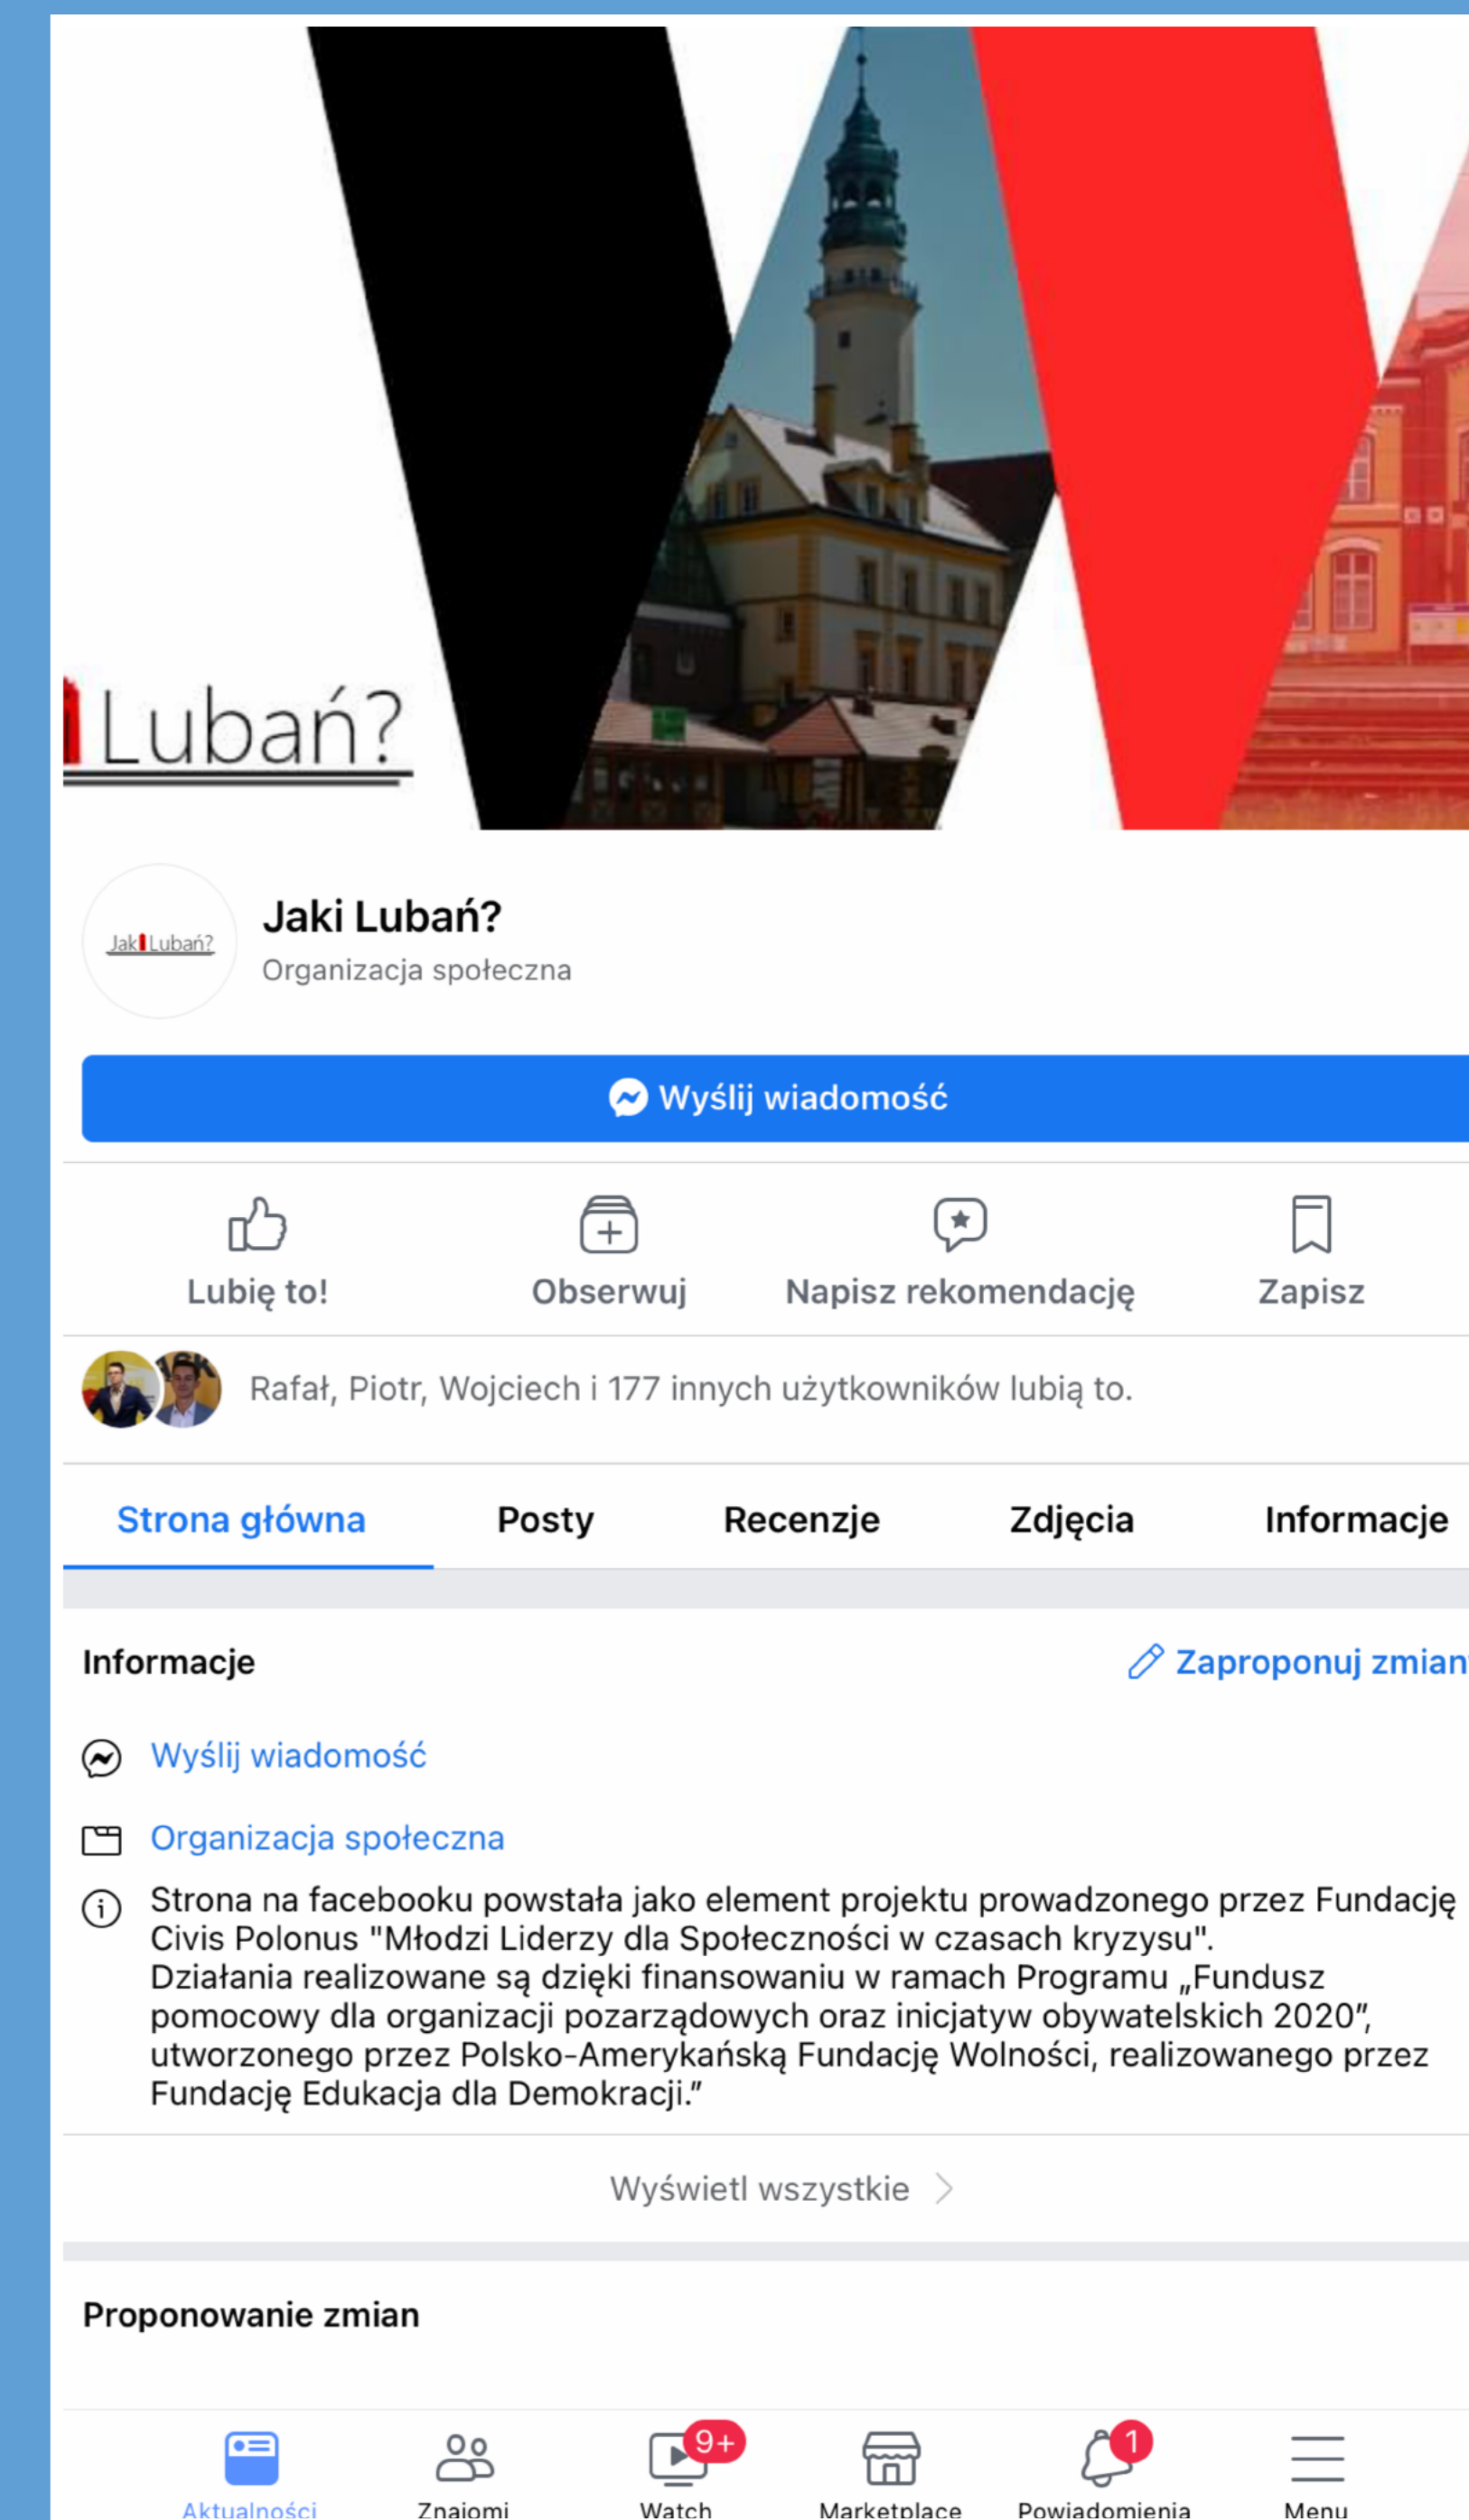 Lubań?
Jaki Lubań?
Jaki Lubań?
Organizacja społeczna
Wyślij wiadomość
Lubię to!
Obserwuj
Napisz rekomendację
Zapisz
Rafał, Piotr, Wojciech i 177 innych użytkowników lubią to.
Strona główna
Posty
Recenzje
Zdjęcia
Informacje
Informacje
Zaproponuj zmiany
Wyślij wiadomość
Organizacja społeczna
Strona na facebooku powstała jako element projektu prowadzonego przez Fundację
Civis Polonus "Młodzi Liderzy dla Społeczności w czasach kryzysu".
Działania realizowane są dzięki finansowaniu w ramach Programu „Fundusz
pomocowy dla organizacji pozarządowych oraz inicjatyw obywatelskich 2020”,
utworzonego przez Polsko-Amerykańską Fundację Wolności, realizowanego przez
Fundację Edukacja dla Demokracji.”
Wyświetl wszystkie
Proponowanie zmian
9+
1
Aktualności
Znajomi
Watch
Marketplace
Powiadomienia
Menu